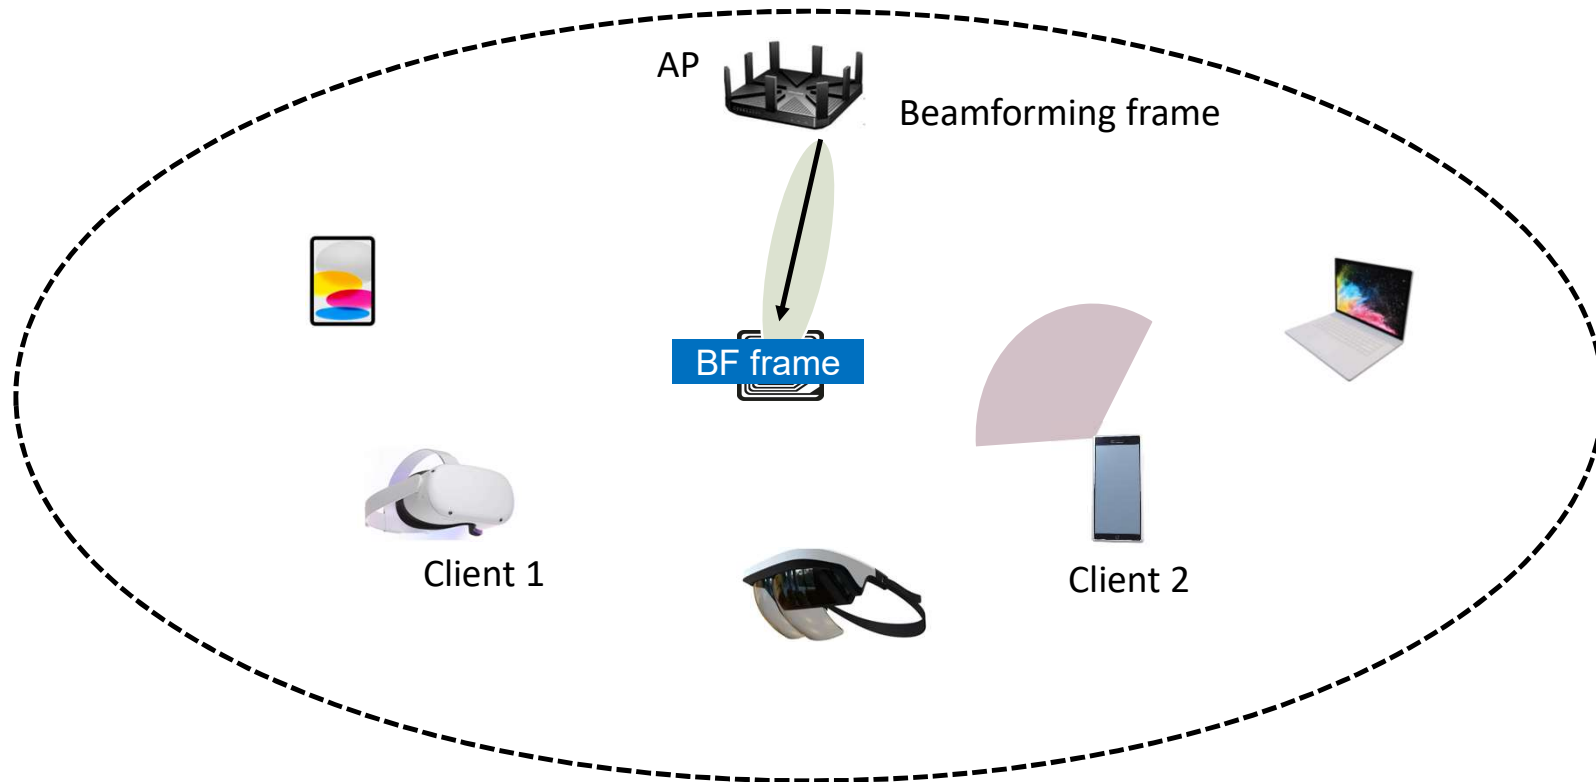 AP
Beamforming frame
BF frame
Client 1
Client 2